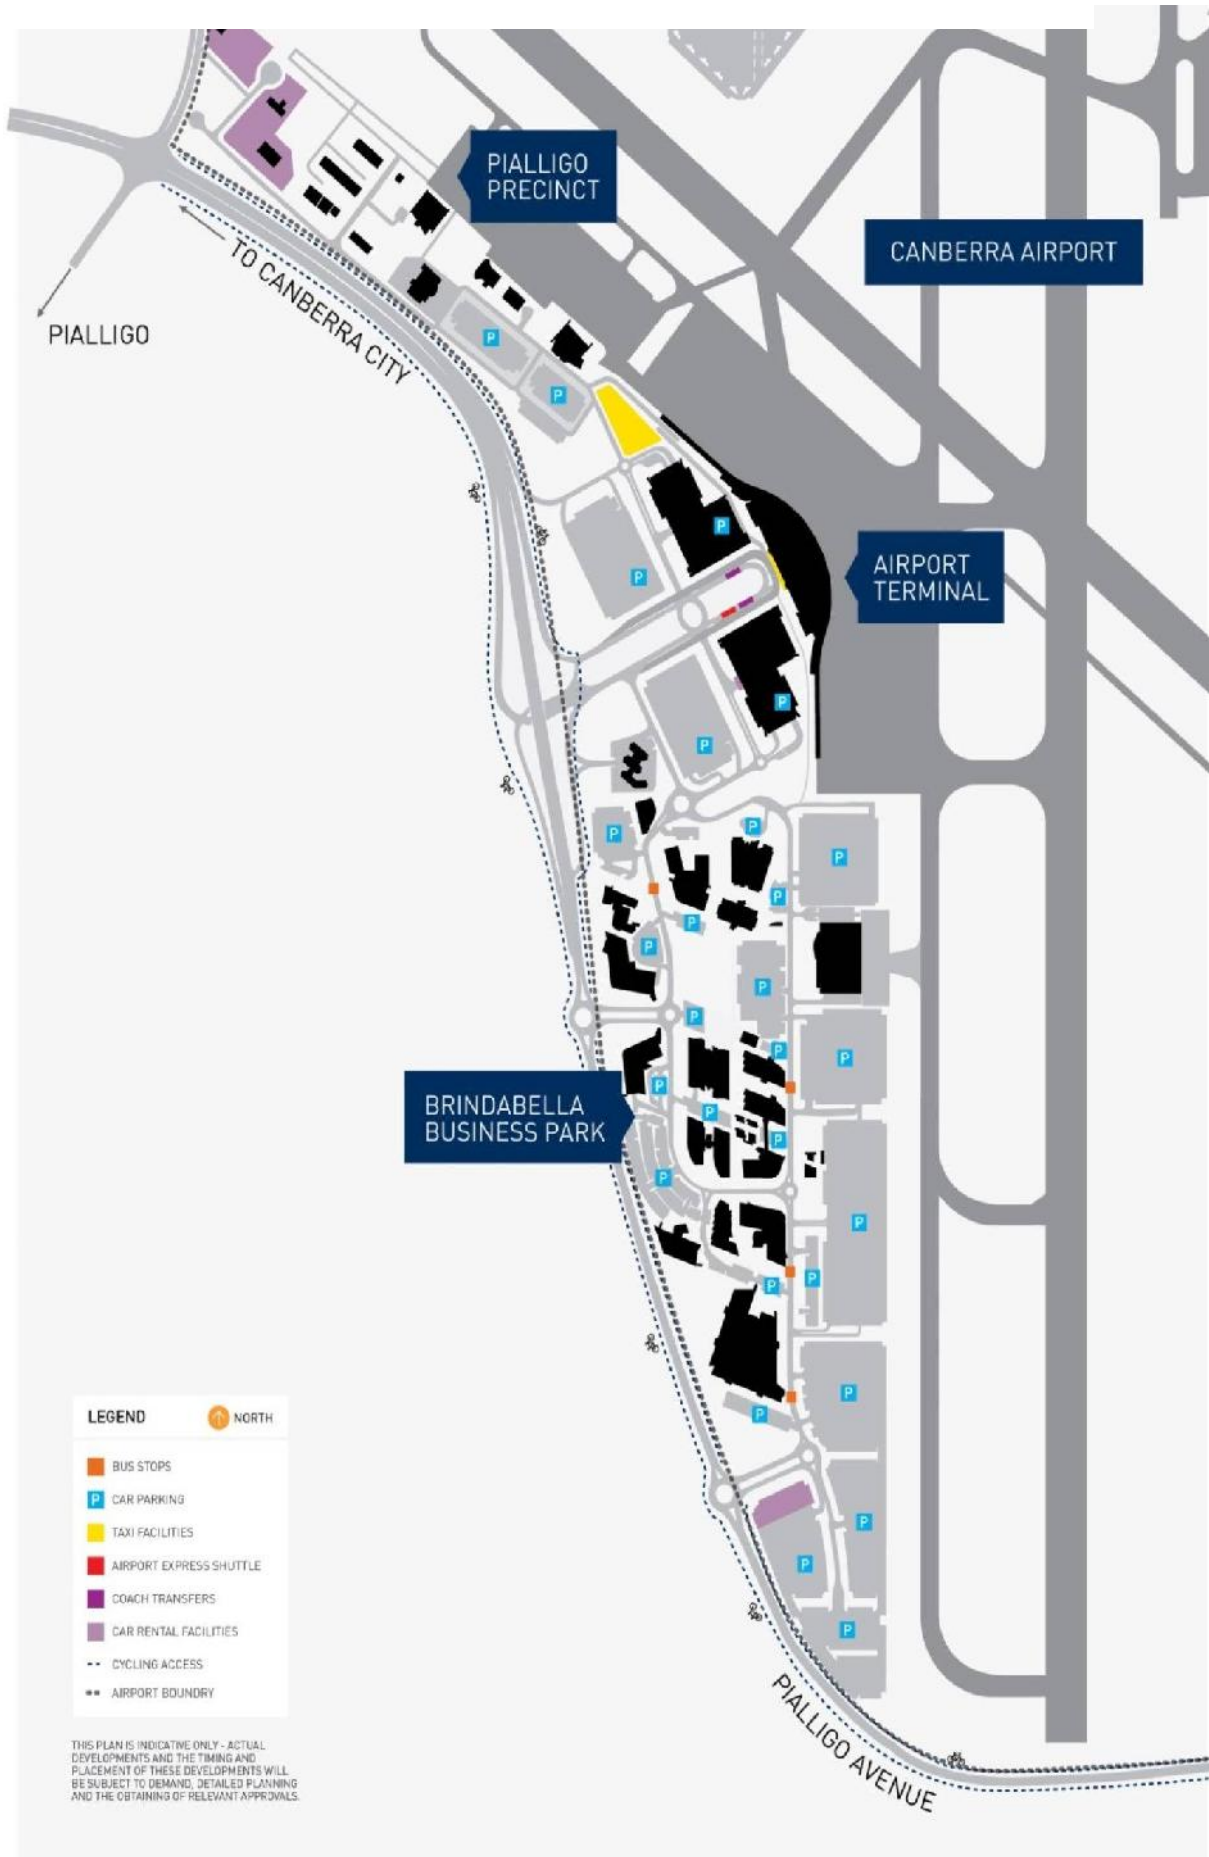 PIALLIGO
PRECINCT
CANBERRA AIRPORT
TO CANBERRA CITY
PIALLIGO
P
P
P
P
AIRPORT
TERMINAL
P
P
P
P
P
P
P
P
P
P
P
P
P
P
BRINDABELLA
BUSINESS PARK
P
P
P
P
P
P
P
P
P
P
P
PIALLIGO AVENUE
LEGEND
NORTH
BUS STOPS
P CAR PARKING
TAXI FACILITIES
AIRPORT EXPRESS SHUTTLE
COACH TRANSFERS
CAR RENTAL FACILITIES
CYCLING ACCESS
AIRPORT BOUNDRY
THIS PLAN IS INDICATIVE ONLY - ACTUAL
DEVELOPMENTS AND THE TIMING AND
PLACEMENT OF THESE DEVELOPMENTS WILL
BE SUBJECT TO DEMAND, DETAILED PLANNING
AND THE OBTAINING OF RELEVANT APPROVALS.